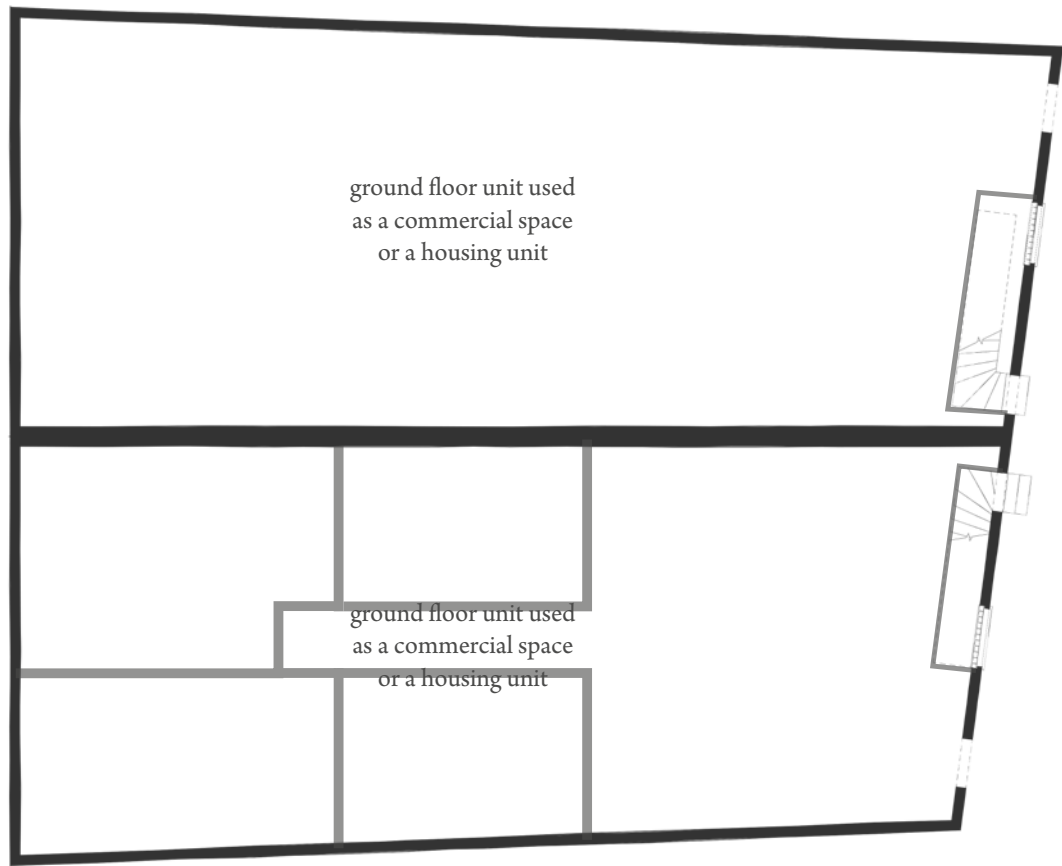 ground floor unit used
as a commercial space
or a housing unit
ground floor unit used
as a commercial space
or a housing unit